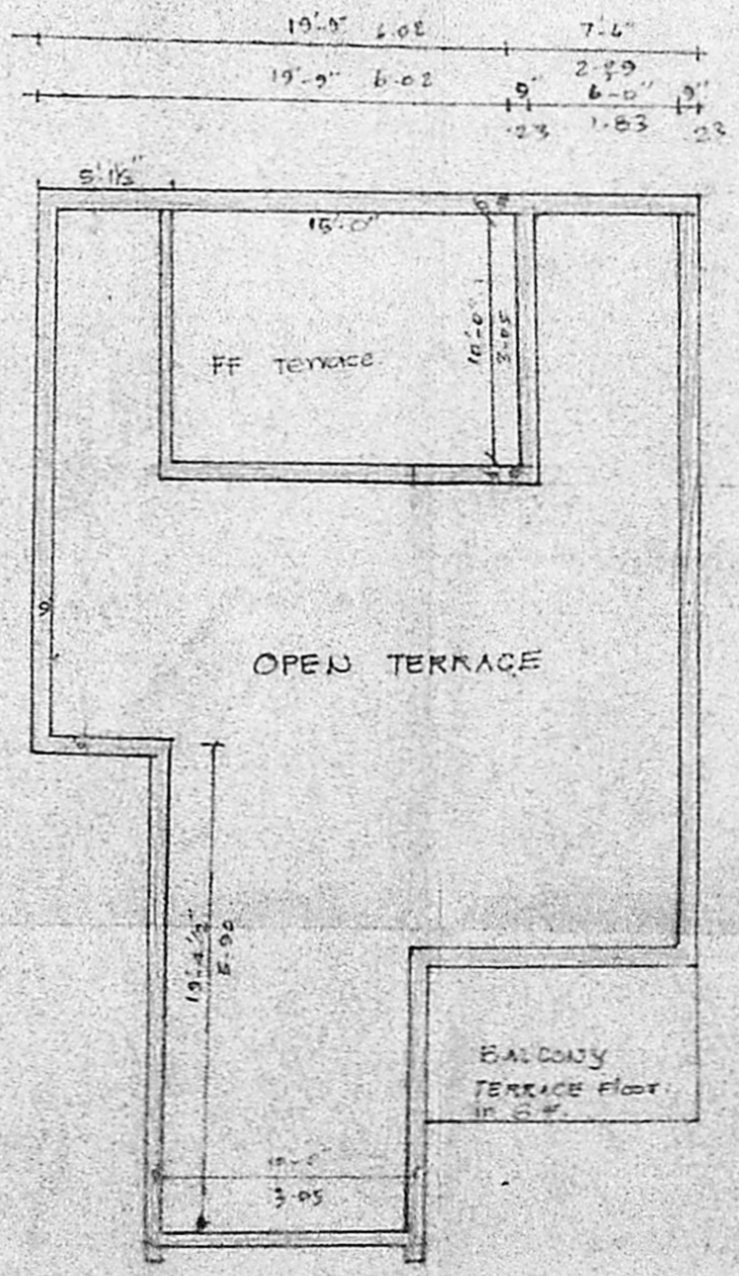 19'-9" 6.02 7'-6"
2.29
19'-9" 6.02 9" 6'-0" 9"
.23 1.83 .23
5'-1½"
15'-0"
10'-0"
3.05
FF Terrace
9
OPEN TERRACE
19'-4½"
5.90
BALCONY
TERRACE Floor
in
10'-0"
3.05